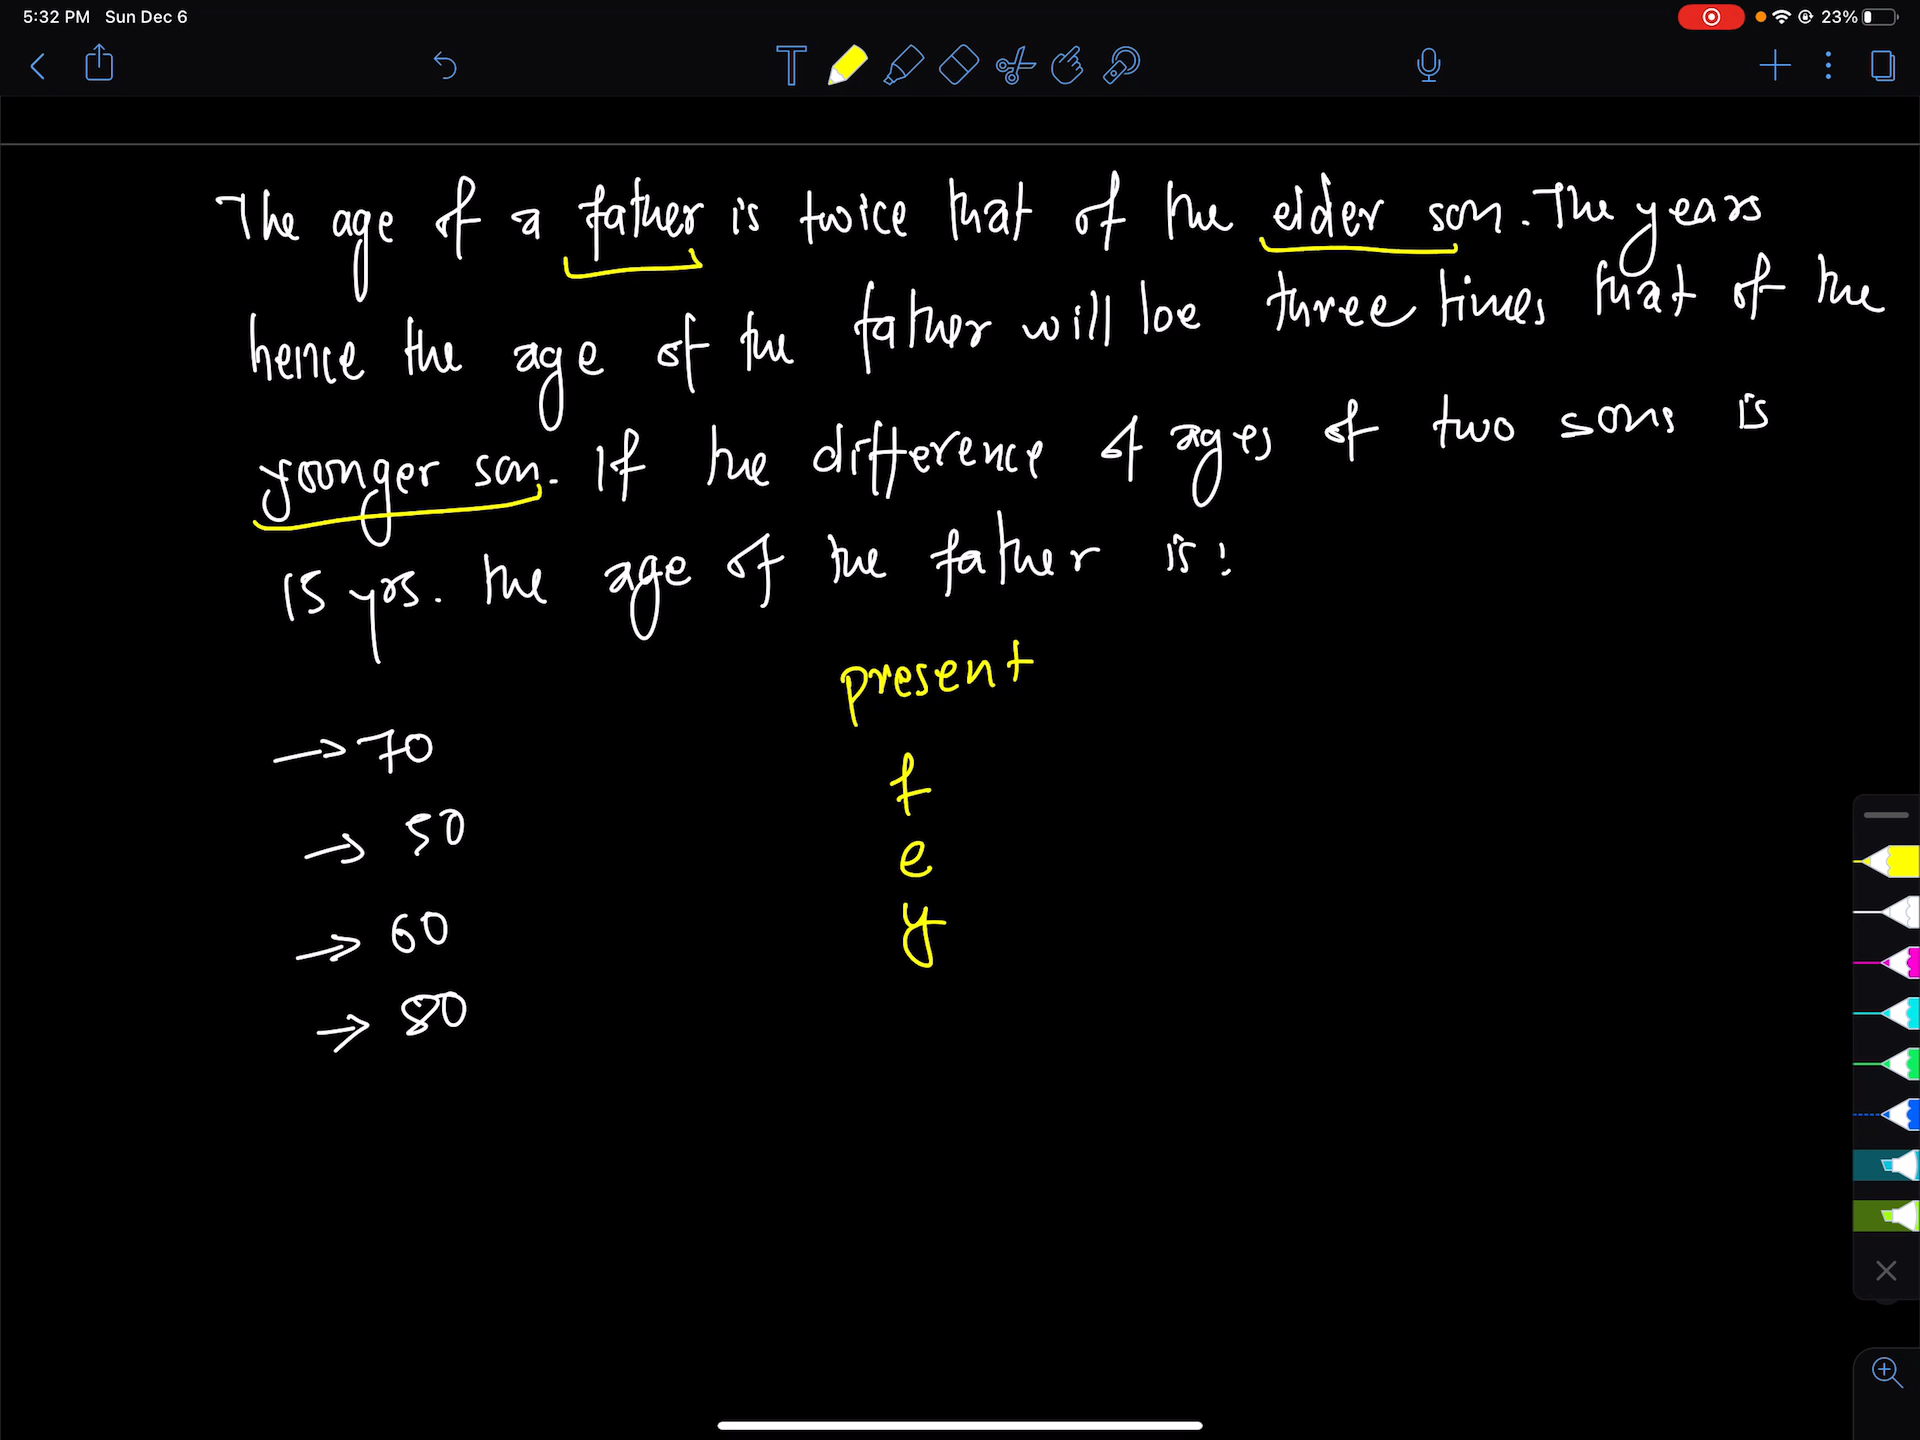 5:32 PM Sun Dec 6
23%
The age of a father is twice that of the elder son. The years
hence the age of the father will be three times that of the
younger son. If the difference of ages of two sons is
15 yrs. the age of the father is:
present
→ 70
f
→ 50
e
→ 60
y
→ 80